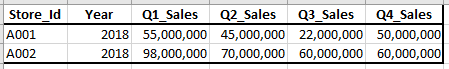 Store_Id Year Q1_Sales Q2_Sales Q3_Sales Q4_Sales
A001 2018 55,000,000 45,000,000 22,000,000 50,000,000
A002 2018 98,000,000 70,000,000 60,000,000 60,000,000